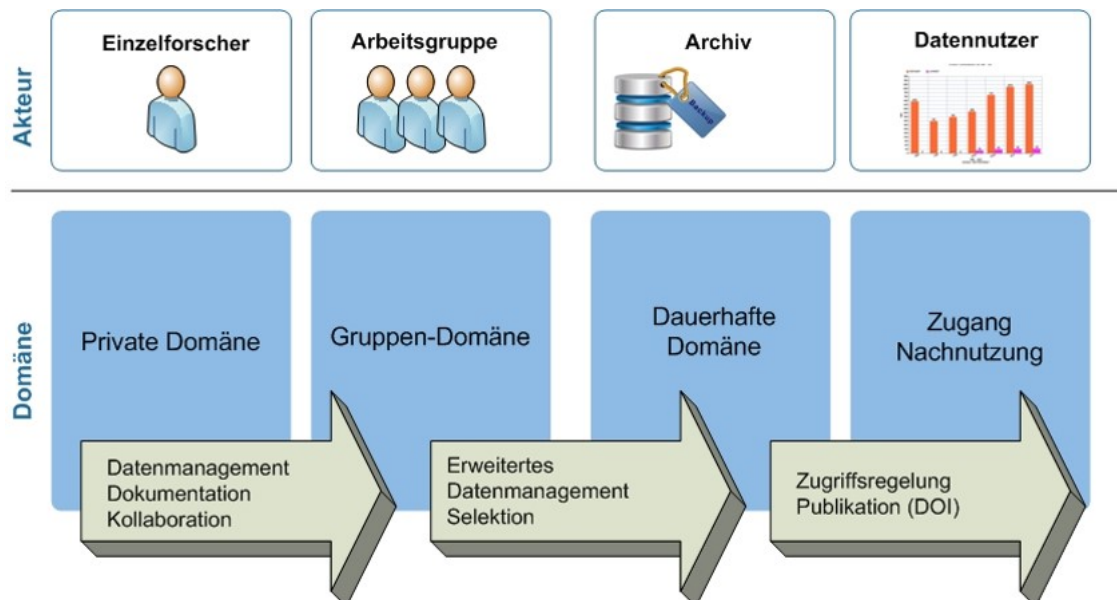 Akteur
Einzelforscher
Arbeitsgruppe
Archiv
Backup
Datennutzer
Domäne
Private Domäne
Gruppen-Domäne
Dauerhafte
Domäne
Zugang
Nachnutzung
Datenmanagement
Dokumentation
Kollaboration
Erweitertes
Datenmanagement
Selektion
Zugriffsregelung
Publikation (DOI)